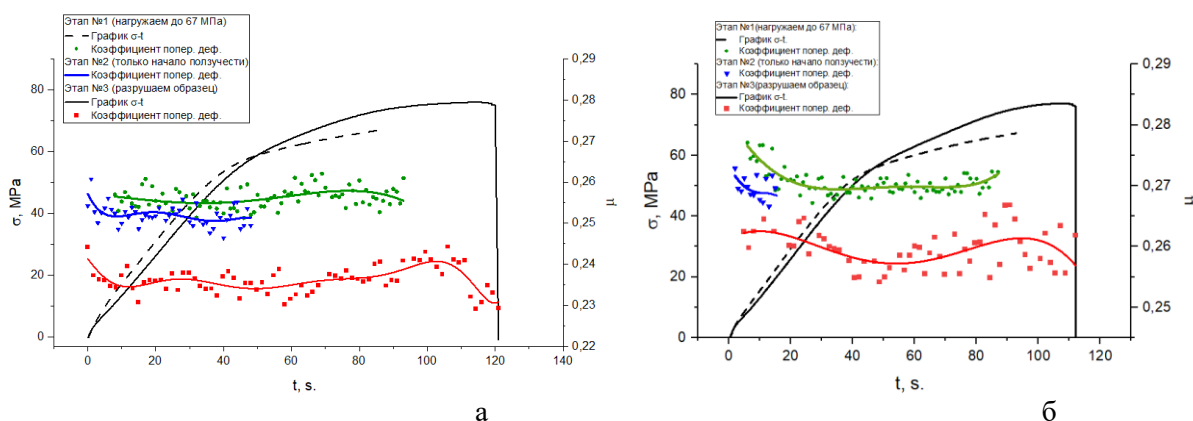 Этап №1 (нагружаем до 67 МПа)
График σ-t
Коэффициент попер. деф.
Этап №2 (только начало ползучести)
Коэффициент попер. деф.
Этап №3 (разрушаем образец)
График σ-t
Коэффициент попер. деф.
80
60
40
20
0
σ, MPa
0,29
0,28
0,27
0,26
0,25
0,24
0,23
0,22
μ
0 20 40 60 80 100 120 140
t, s.
а
Этап №1(нагружаем до 67 МПа):
График σ-t.
Коэффициент попер. деф.
Этап №2 (только начало ползучести):
Коэффициент попер. деф.
Этап №3(разрушаем образец):
График σ-t.
Коэффициент попер. деф.
80
70
60
50
40
30
20
10
0
σ, MPa
0,29
0,28
0,27
0,26
0,25
μ
0 20 40 60 80 100 120
t, s.
б